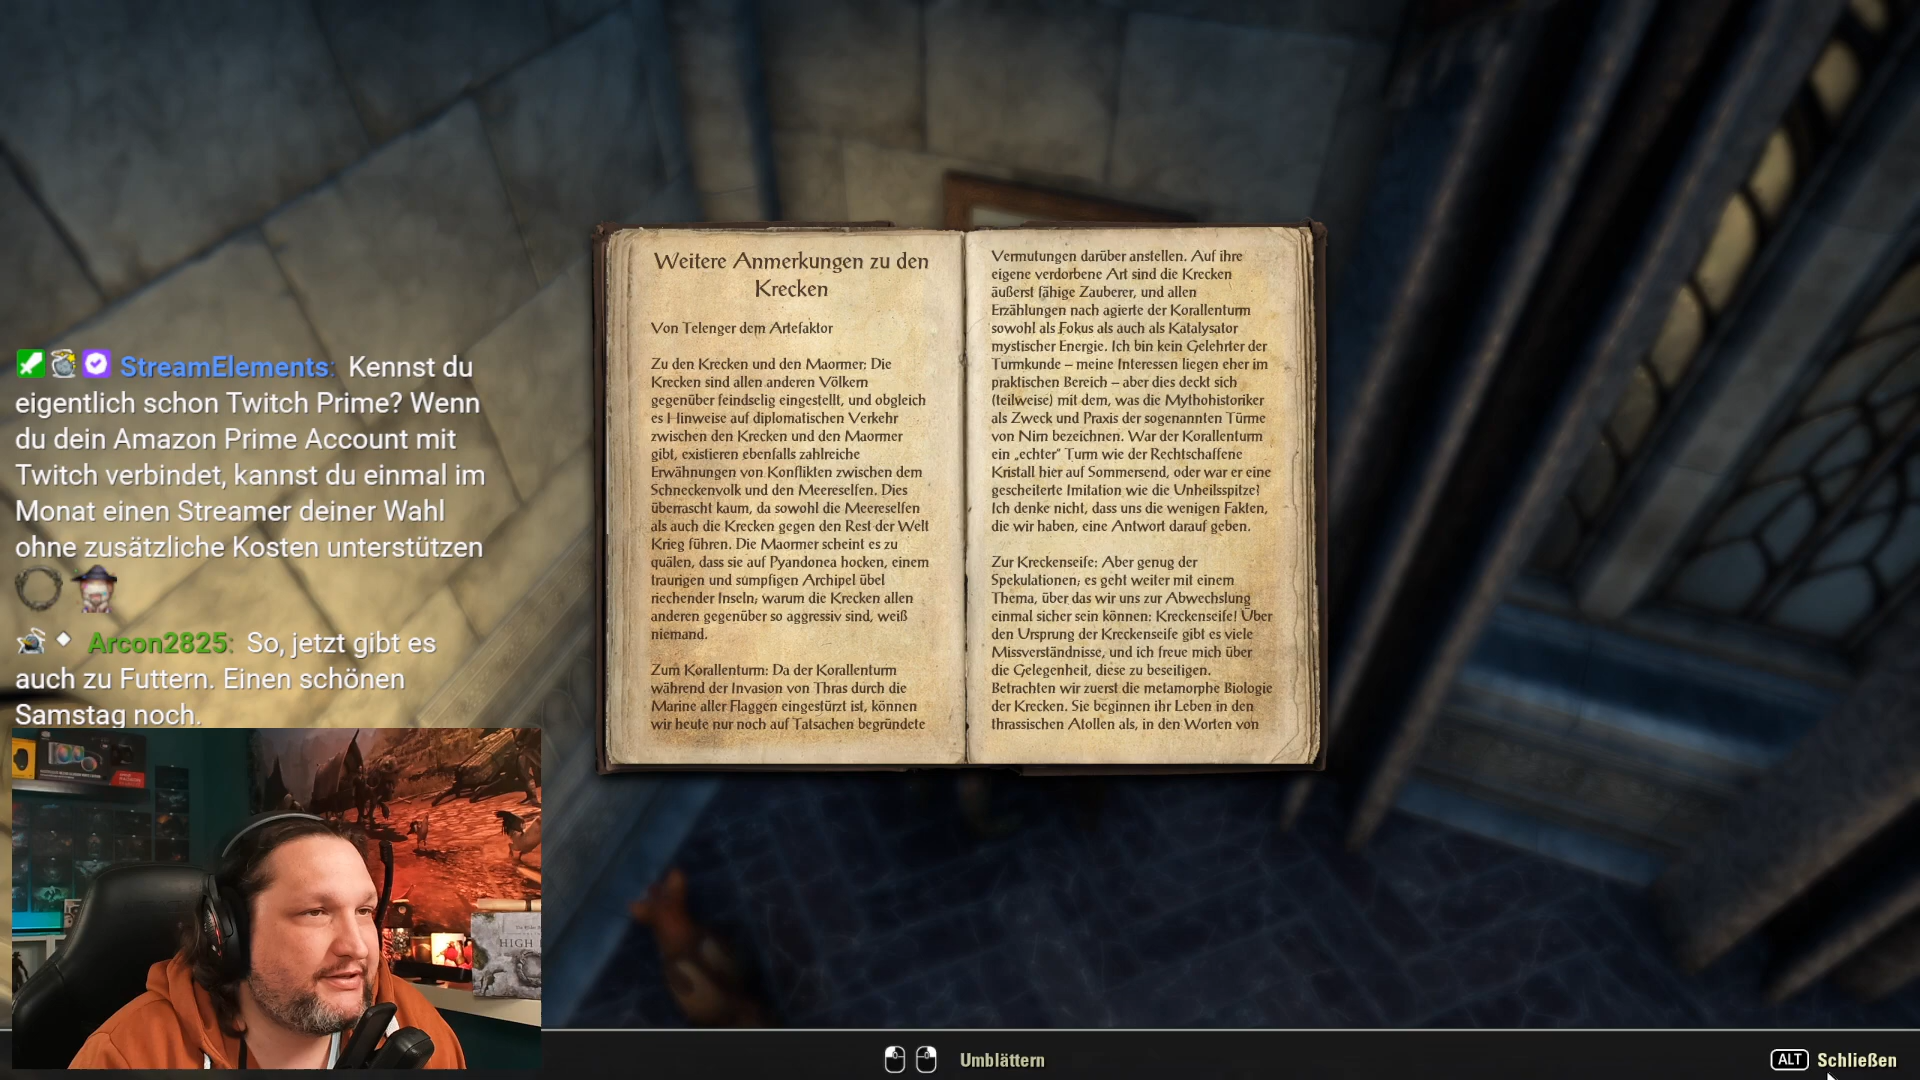 StreamElements: Kennst du
eigentlich schon Twitch Prime? Wenn
du dein Amazon Prime Account mit
Twitch verbindet, kannst du einmal im
Monat einen Streamer deiner Wahl
ohne zusätzliche Kosten unterstützen
Arcon2825: So, jetzt gibt es
auch zu Futtern. Einen schönen
Samstag noch.
Weitere Anmerkungen zu den
Krecken
Von Telenger dem Artefaktor
Zu den Krecken und den Maormer: Die
Krecken sind allen anderen Völkern
gegenüber feindselig eingestellt, und obgleich
es Hinweise auf diplomatischen Verkehr
zwischen den Krecken und den Maormer
gibt, existieren ebenfalls zahlreiche
Erwähnungen von Konflikten zwischen dem
Schneckenvolk und den Meereselfen. Dies
überrascht kaum, da sowohl die Meereselfen
als auch die Krecken gegen den Rest der Welt
Krieg führen. Die Maormer scheint es zu
quälen, dass sie auf Pyandonea hocken, einem
traurigen und sumpfigen Archipel übel
riechender Inseln; warum die Krecken allen
anderen gegenüber so aggressiv sind, weiß
niemand.
Zum Korallenturm: Da der Korallenturm
während der Invasion von Thras durch die
Marine aller Flaggen eingestürzt ist, können
wir heute nur noch auf Tatsachen begründete
Vermutungen darüber anstellen. Auf ihre
eigene verdorbene Art sind die Krecken
äußerst fähige Zauberer, und allen
Erzählungen nach agierte der Korallenturm
sowohl als Fokus als auch als Katalysator
mystischer Energie. Ich bin kein Gelehrter der
Turmkunde – meine Interessen liegen eher im
praktischen Bereich – aber dies deckt sich
(teilweise) mit dem, was die Mythohistoriker
als Zweck und Praxis der sogenannten Türme
von Nirn bezeichnen. War der Korallenturm
ein „echter“ Turm wie der Rechtschaffene
Kristall hier auf Sommersend, oder war er eine
gescheiterte Imitation wie die Unheilsspitze?
Ich denke nicht, dass uns die wenigen Fakten,
die wir haben, eine Antwort darauf geben.
Zur Kreckenseife: Aber genug der
Spekulationen; es geht weiter mit einem
Thema, über das wir uns zur Abwechslung
einmal sicher sein können: Kreckenseife! Über
den Ursprung der Kreckenseife gibt es viele
Missverständnisse, und ich freue mich über
die Gelegenheit, diese zu beseitigen.
Betrachten wir zuerst die metamorphe Biologie
der Krecken. Sie beginnen ihr Leben in den
thrassischen Atollen als, in den Worten von
HIGH
Umblättern
ALT Schließen